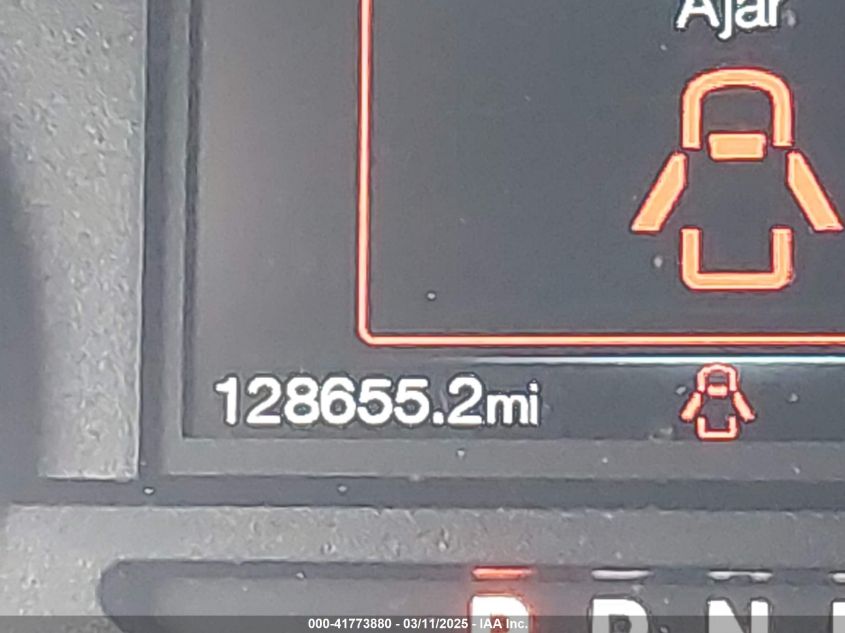 Ajar
128655.2mi
P R N
000-41773880 - 03/11/2025 - IAA Inc.